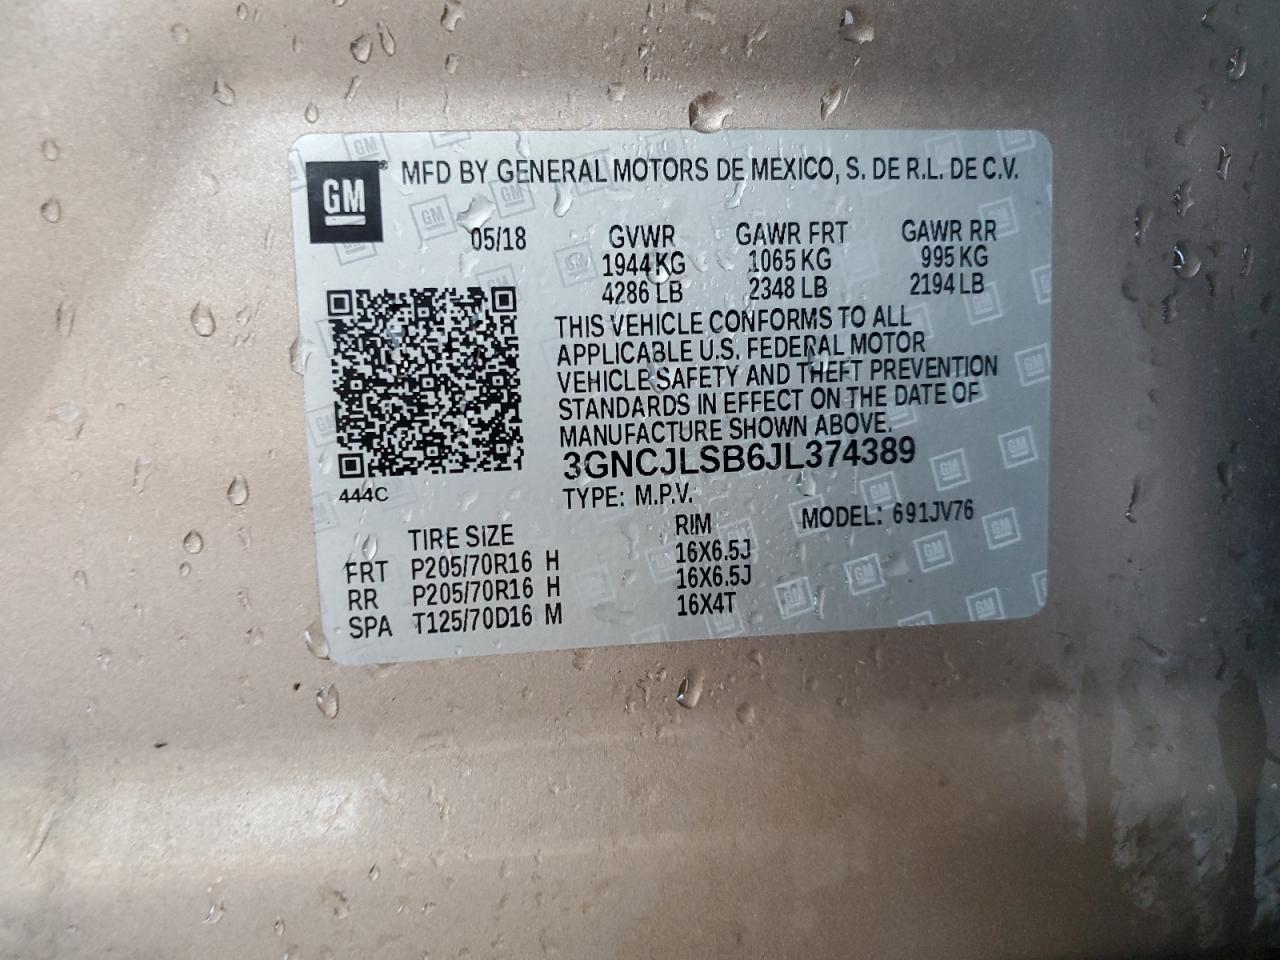 GM
MFD BY GENERAL MOTORS DE MEXICO, S. DE R.L. DE C.V.
05/18 GVWR GAWR FRT GAWR RR
1944 KG 1065 KG 995 KG
4286 LB 2348 LB 2194 LB
THIS VEHICLE CONFORMS TO ALL
APPLICABLE U.S. FEDERAL MOTOR
VEHICLE SAFETY AND THEFT PREVENTION
STANDARDS IN EFFECT ON THE DATE OF
MANUFACTURE SHOWN ABOVE.
3GNCJLSB6JL374389
444C
TYPE: M.P.V. MODEL: 691JV76
TIRE SIZE RIM
FRT P205/70R16 H 16X6.5J
RR P205/70R16 H 16X6.5J
SPA T125/70D16 M 16X4T